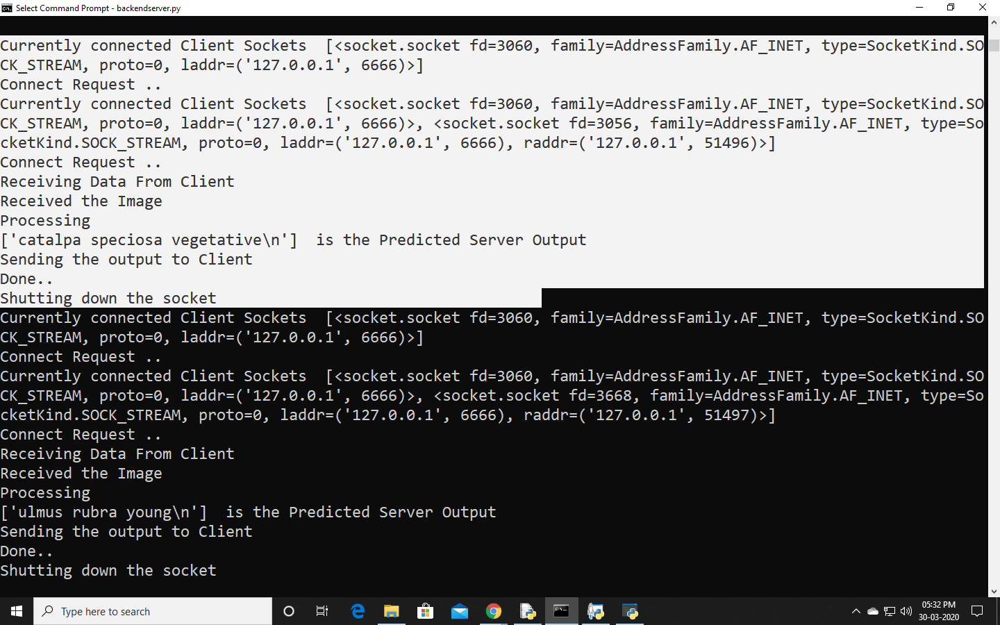 Select Command Prompt - backendserver.py
Currently connected Client Sockets  [<socket.socket fd=3060, family=AddressFamily.AF_INET, type=SocketKind.SO
CK_STREAM, proto=0, laddr=('127.0.0.1', 6666)>]
Connect Request ..
Currently connected Client Sockets  [<socket.socket fd=3060, family=AddressFamily.AF_INET, type=SocketKind.SO
CK_STREAM, proto=0, laddr=('127.0.0.1', 6666)>, <socket.socket fd=3056, family=AddressFamily.AF_INET, type=So
cketKind.SOCK_STREAM, proto=0, laddr=('127.0.0.1', 6666), raddr=('127.0.0.1', 51496)>]
Connect Request ..
Receiving Data From Client
Received the Image
Processing
['catalpa speciosa vegetative\n']  is the Predicted Server Output
Sending the output to Client
Done..
Shutting down the socket
Currently connected Client Sockets  [<socket.socket fd=3060, family=AddressFamily.AF_INET, type=SocketKind.SO
CK_STREAM, proto=0, laddr=('127.0.0.1', 6666)>]
Connect Request ..
Currently connected Client Sockets  [<socket.socket fd=3060, family=AddressFamily.AF_INET, type=SocketKind.SO
CK_STREAM, proto=0, laddr=('127.0.0.1', 6666)>, <socket.socket fd=3668, family=AddressFamily.AF_INET, type=So
cketKind.SOCK_STREAM, proto=0, laddr=('127.0.0.1', 6666), raddr=('127.0.0.1', 51497)>]
Connect Request ..
Receiving Data From Client
Received the Image
Processing
['ulmus rubra young\n']  is the Predicted Server Output
Sending the output to Client
Done..
Shutting down the socket
Type here to search
05:32 PM
30-03-2020